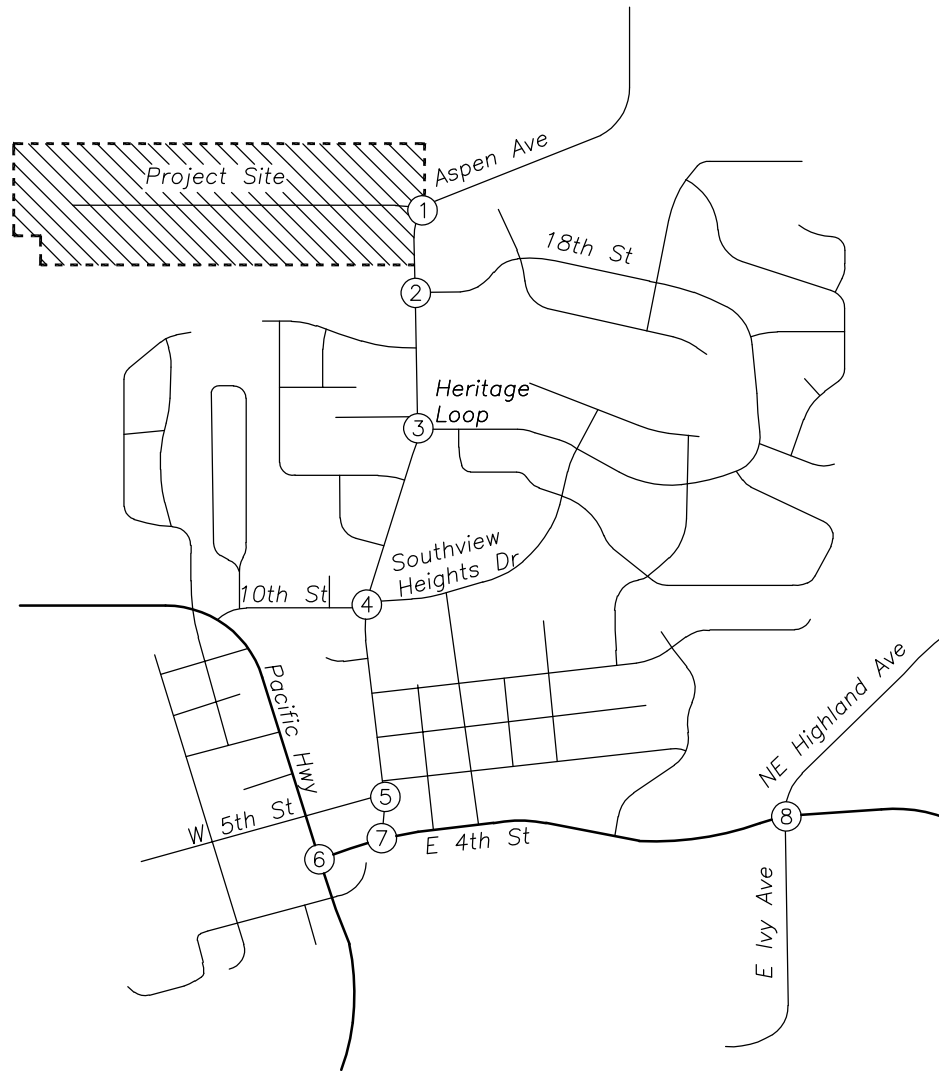 Aspen Ave
Project Site
1
18th St
2
Heritage
Loop
3
Southview
Heights Dr
10th St
4
Pacific Hwy
NE Highland Ave
5
W 5th St
8
7
E 4th St
6
E Ivy Ave